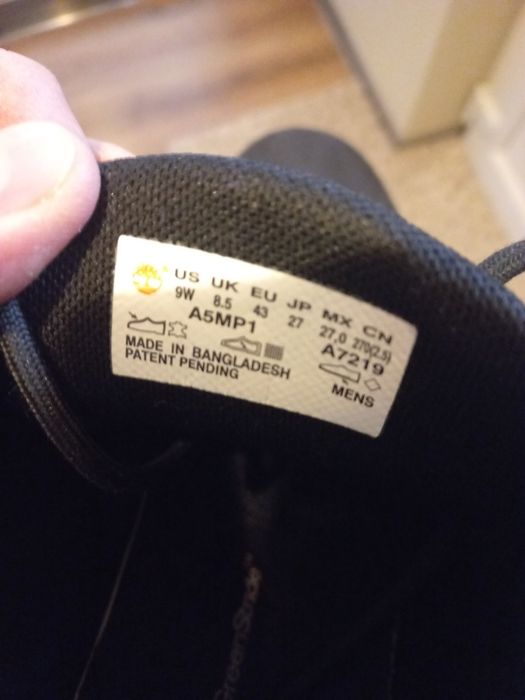 US UK EU JP MX CN
9W 8.5 43 27 27,0 270(2.5)
A5MP1 A7219
MADE IN BANGLADESH
PATENT PENDING
MENS
GreenStride™